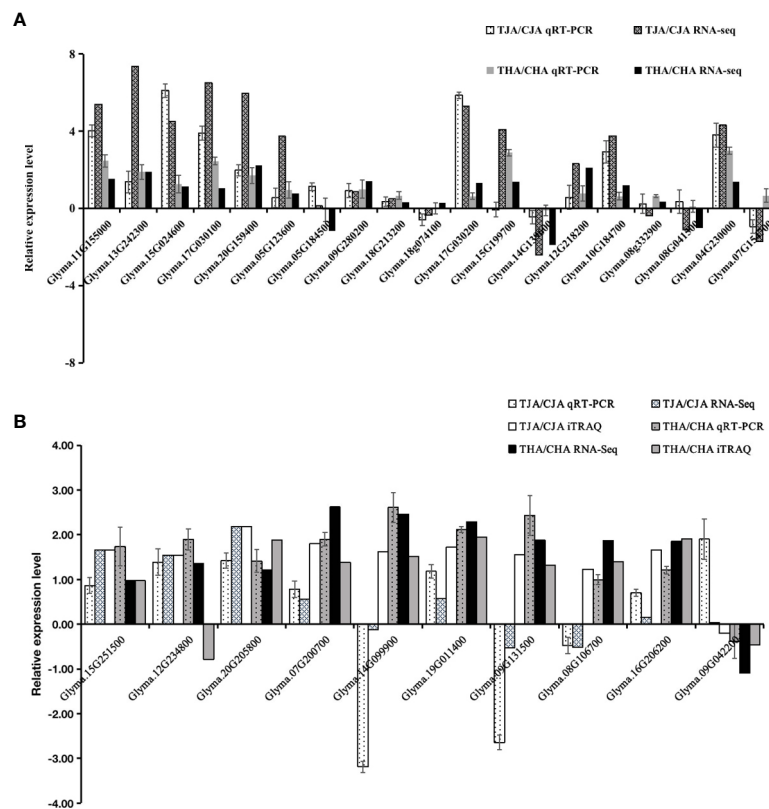 A
TJA/CJA qRT-PCR
TJA/CJA RNA-seq
THA/CHA qRT-PCR
THA/CHA RNA-seq
Relative expression level
8
4
0
-4
-8
Glyma.11G155000
Glyma.13G242300
Glyma.15G024600
Glyma.17G030100
Glyma.20G159400
Glyma.05G123600
Glyma.05G184500
Glyma.09G280200
Glyma.18G213200
Glyma.18g074100
Glyma.17G030200
Glyma.15G199700
Glyma.12G218200
Glyma.10G184700
Glyma.08g332900
Glyma.04G230000
B
TJA/CJA qRT-PCR
TJA/CJA RNA-Seq
TJA/CJA iTRAQ
THA/CHA qRT-PCR
THA/CHA RNA-Seq
THA/CHA iTRAQ
Relative expression level
4.00
3.00
2.00
1.00
0.00
-1.00
-2.00
-3.00
-4.00
Glyma.15G251500
Glyma.12G234800
Glyma.20G205800
Glyma.07G200700
Glyma.14G099900
Glyma.19G011400
Glyma.09G131500
Glyma.08G106700
Glyma.16G206200
Glyma.09G042200